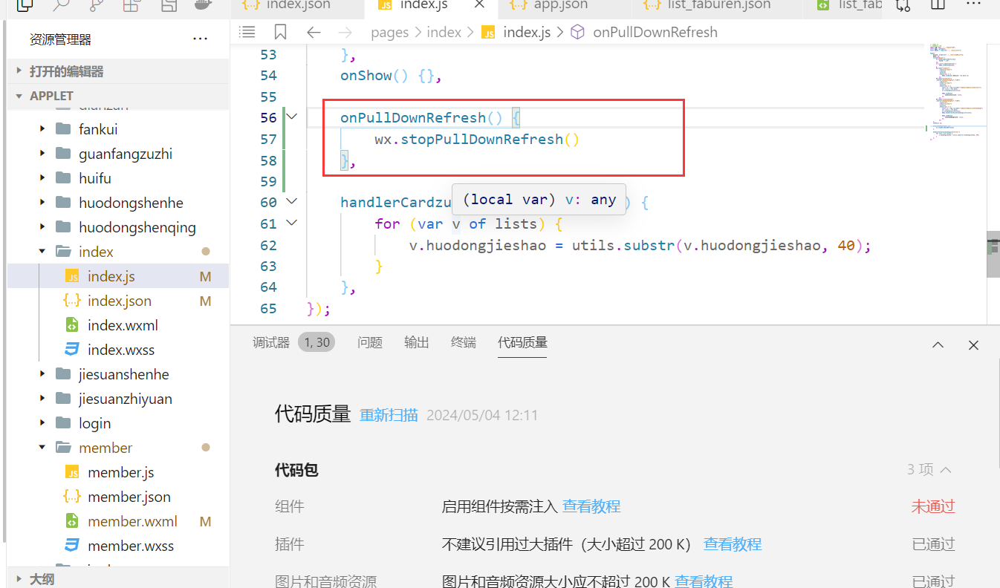 index.json
index.js
app.json
list_faburen.json
list_fab
资源管理器
pages > index > index.js > onPullDownRefresh
打开的编辑器
APPLET
dianzan
fankui
guanfangzuzhi
huifu
huodongshenhe
huodongshenqing
index
index.js M
index.json M
index.wxml
index.wxss
jiesuanshenhe
jiesuanzhiyuan
login
member
member.js
member.json
member.wxml M
member.wxss
大纲
53 },
54 onShow() {},
55
56 onPullDownRefresh() {
57 wx.stopPullDownRefresh()
58 },
59
60 handlerCardzu ) {
(local var) v: any
61 for (var v of lists) {
62 v.huodongjieshao = utils.substr(v.huodongjieshao, 40);
63 }
64 },
65 });
调试器 1, 30 问题 输出 终端 代码质量
代码质量 重新扫描 2024/05/04 12:11
代码包 3 项
组件 启用组件按需注入 查看教程 未通过
插件 不建议引用过大插件（大小超过 200 K） 查看教程 已通过
图片和音频资源 图片和音频资源大小应不超过 200 K 查看教程 已通过